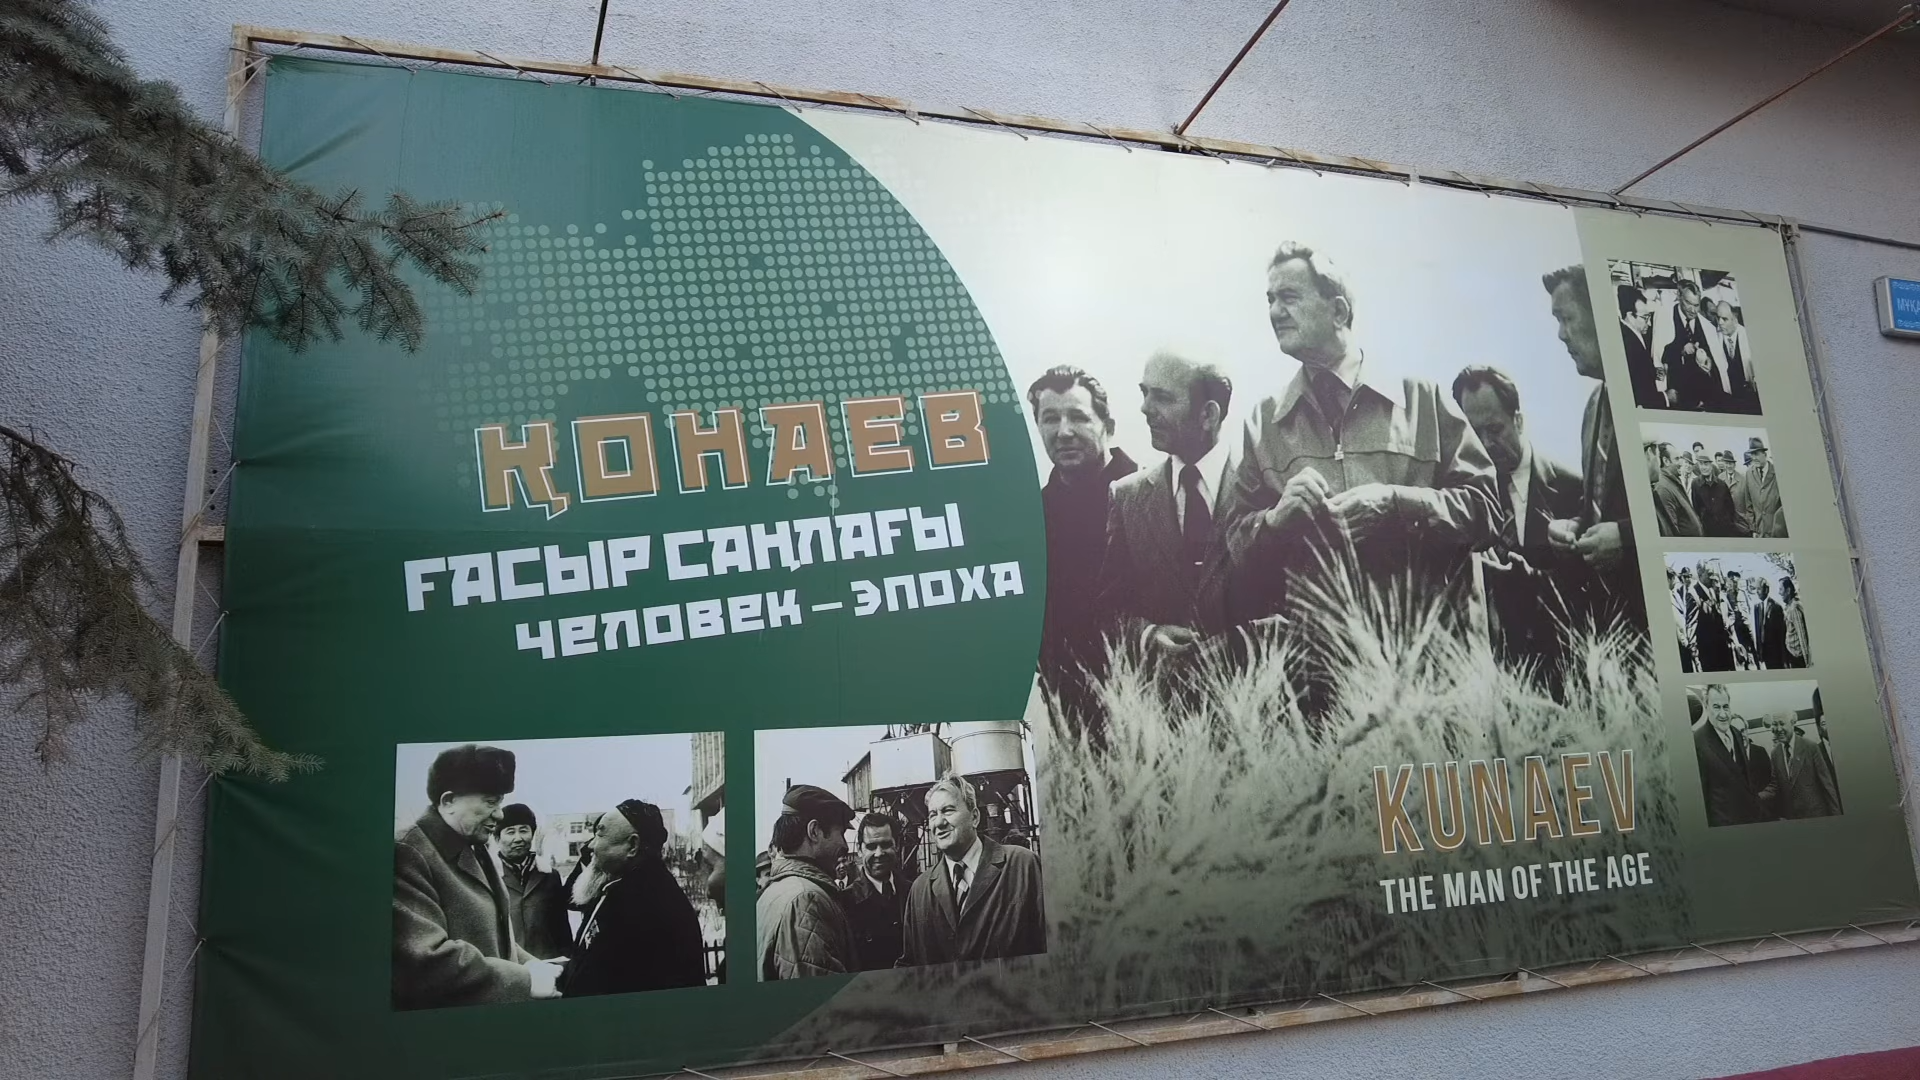 ҚОНАЕВ
ҒАСЫР САҢЛАҒЫ
ЧЕЛОВЕК – ЭПОХА
KUNAEV
THE MAN OF THE AGE